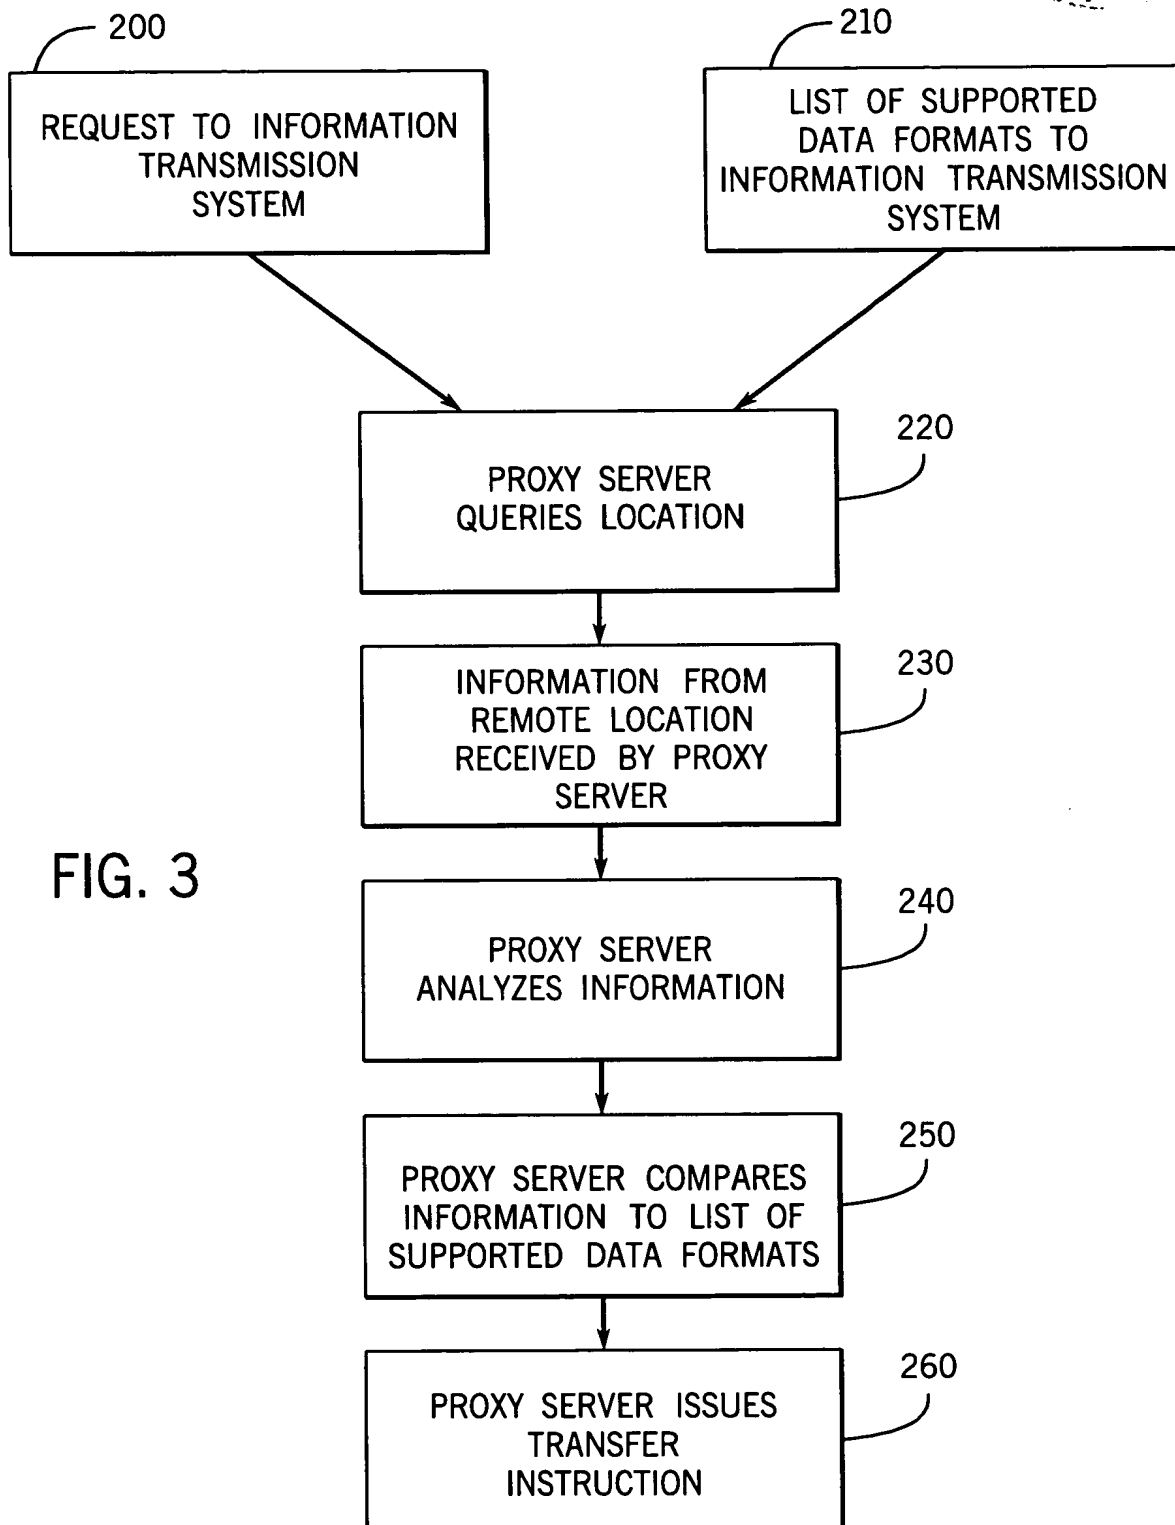 200
REQUEST TO INFORMATION
TRANSMISSION
SYSTEM
210
LIST OF SUPPORTED
DATA FORMATS TO
INFORMATION TRANSMISSION
SYSTEM
220
PROXY SERVER
QUERIES LOCATION
230
INFORMATION FROM
REMOTE LOCATION
RECEIVED BY PROXY
SERVER
FIG. 3
240
PROXY SERVER
ANALYZES INFORMATION
250
PROXY SERVER COMPARES
INFORMATION TO LIST OF
SUPPORTED DATA FORMATS
260
PROXY SERVER ISSUES
TRANSFER
INSTRUCTION